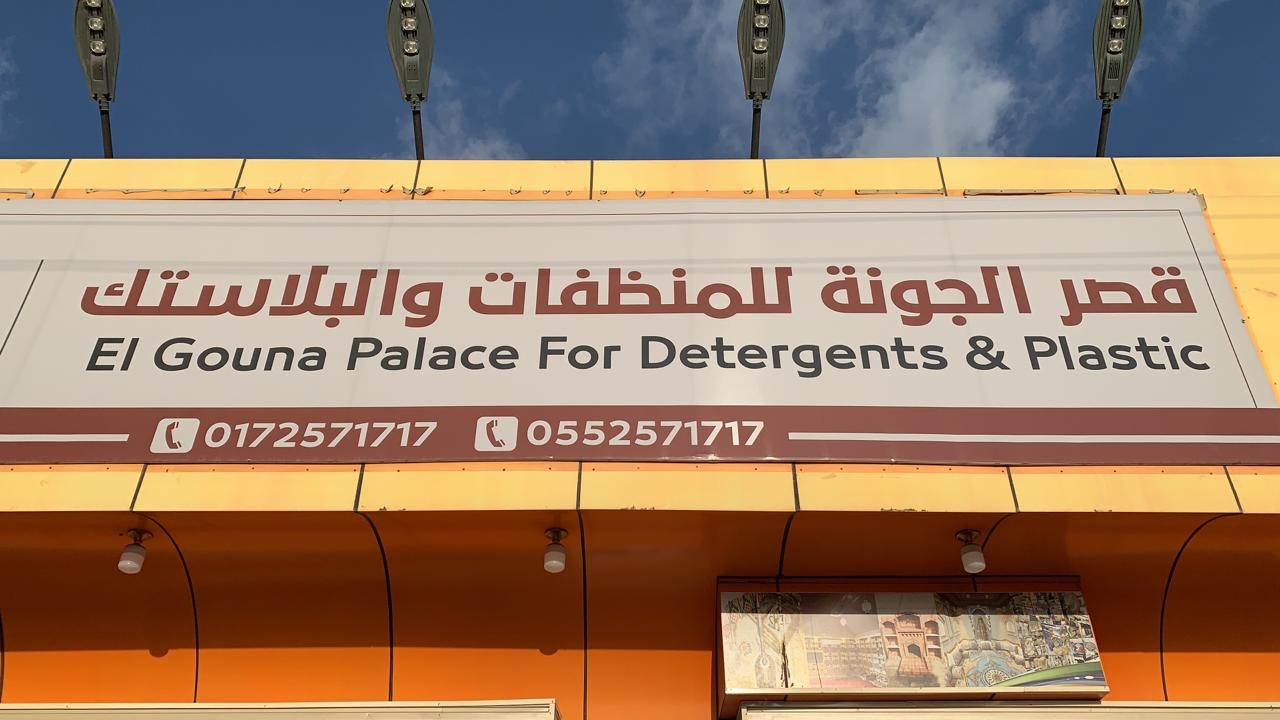 قصر الجونة للمنظفات والبلاستك
El Gouna Palace For Detergents & Plastic
0172571717 0552571717